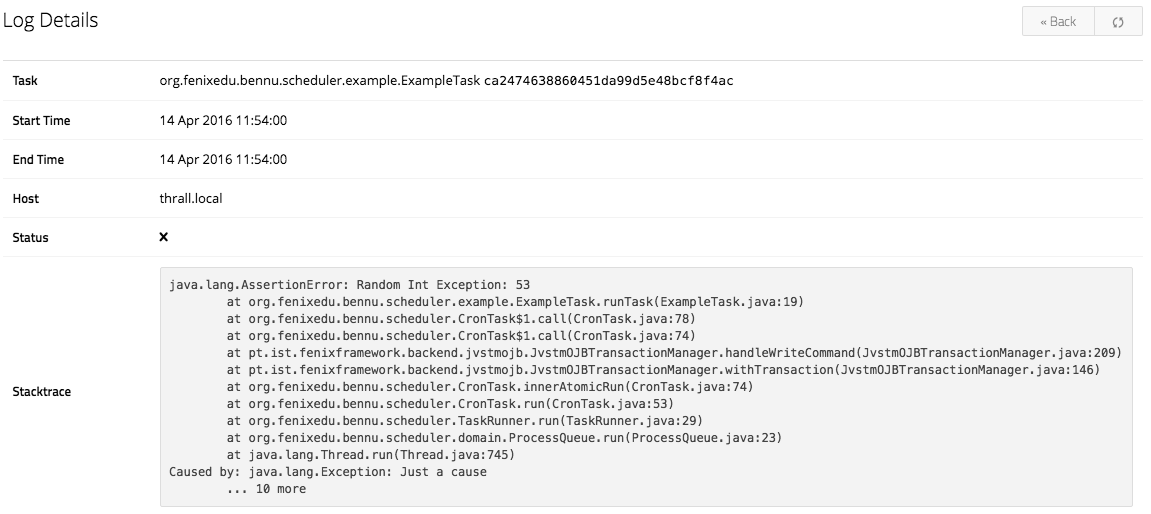 Log Details
« Back
Task org.fenixedu.bennu.scheduler.example.ExampleTask ca2474638860451da99d5e48bcf8f4ac
Start Time 14 Apr 2016 11:54:00
End Time 14 Apr 2016 11:54:00
Host thrall.local
Status ✕
Stacktrace
java.lang.AssertionError: Random Int Exception: 53
at org.fenixedu.bennu.scheduler.example.ExampleTask.runTask(ExampleTask.java:19)
at org.fenixedu.bennu.scheduler.CronTask$1.call(CronTask.java:78)
at org.fenixedu.bennu.scheduler.CronTask$1.call(CronTask.java:74)
at pt.ist.fenixframework.backend.jvstmojb.JvstmOJBTransactionManager.handleWriteCommand(JvstmOJBTransactionManager.java:209)
at pt.ist.fenixframework.backend.jvstmojb.JvstmOJBTransactionManager.withTransaction(JvstmOJBTransactionManager.java:146)
at org.fenixedu.bennu.scheduler.CronTask.innerAtomicRun(CronTask.java:74)
at org.fenixedu.bennu.scheduler.CronTask.run(CronTask.java:53)
at org.fenixedu.bennu.scheduler.TaskRunner.run(TaskRunner.java:29)
at org.fenixedu.bennu.scheduler.domain.ProcessQueue.run(ProcessQueue.java:23)
at java.lang.Thread.run(Thread.java:745)
Caused by: java.lang.Exception: Just a cause
... 10 more